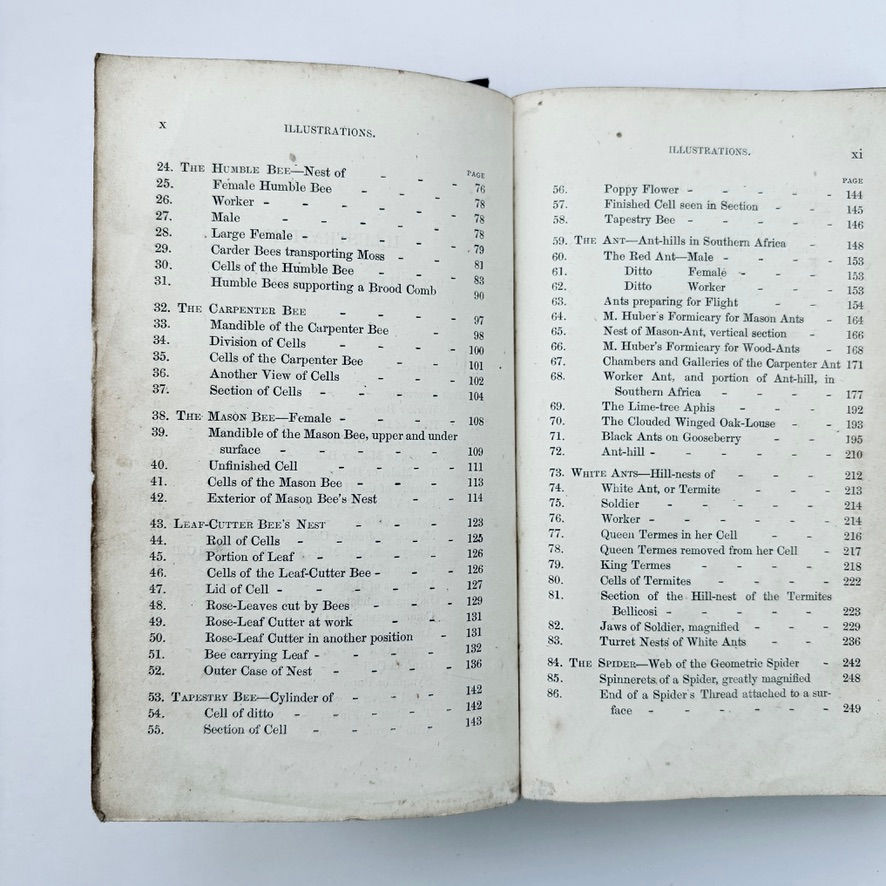 x
ILLUSTRATIONS.
PAGE
24. THE HUMBLE BEE—Nest of - - - 76
25. Female Humble Bee - - - 78
26. Worker - - - - - 78
27. Male - - - - - 78
28. Large Female - - - - - 79
29. Carder Bees transporting Moss - - 81
30. Cells of the Humble Bee - - - 83
31. Humble Bees supporting a Brood Comb 90
32. THE CARPENTER BEE - - - - 97
33. Mandible of the Carpenter Bee - - 98
34. Division of Cells - - - - 100
35. Cells of the Carpenter Bee - - - 101
36. Another View of Cells - - - 102
37. Section of Cells - - - - 104
38. THE MASON BEE—Female - - - - 108
39. Mandible of the Mason Bee, upper and under
surface - - - - - 109
40. Unfinished Cell - - - - 111
41. Cells of the Mason Bee - - - 113
42. Exterior of Mason Bee's Nest - - 114
43. LEAF-CUTTER BEE'S NEST - - - 123
44. Roll of Cells - - - - - 125
45. Portion of Leaf - - - - 126
46. Cells of the Leaf-Cutter Bee - - - 126
47. Lid of Cell - - - - - 127
48. Rose-Leaves cut by Bees - - - 129
49. Rose-Leaf Cutter at work - - - 131
50. Rose-Leaf Cutter in another position - 131
51. Bee carrying Leaf - - - - 132
52. Outer Case of Nest - - - - 136
53. TAPESTRY BEE—Cylinder of - - - 142
54. Cell of ditto - - - - - 142
55. Section of Cell - - - - 143
ILLUSTRATIONS.
xi
PAGE
56. Poppy Flower - - - - - 144
57. Finished Cell seen in Section - - 145
58. Tapestry Bee - - - - - 146
59. THE ANT—Ant-hills in Southern Africa - 148
60. The Red Ant—Male - - - - 153
61. Ditto Female - - - - 153
62. Ditto Worker - - - 153
63. Ants preparing for Flight - - - 154
64. M. Huber's Formicary for Mason Ants - 164
65. Nest of Mason-Ant, vertical section - 166
66. M. Huber's Formicary for Wood-Ants - 168
67. Chambers and Galleries of the Carpenter Ant 171
68. Worker Ant, and portion of Ant-hill, in
Southern Africa - - - - 177
69. The Lime-tree Aphis - - - - 192
70. The Clouded Winged Oak-Louse - - 193
71. Black Ants on Gooseberry - - - 195
72. Ant-hill - - - - - - 210
73. WHITE ANTS—Hill-nests of - - - 212
74. White Ant, or Termite - - - 213
75. Soldier - - - - - 214
76. Worker - - - - - - 214
77. Queen Termes in her Cell - - - 216
78. Queen Termes removed from her Cell - 217
79. King Termes - - - - - 218
80. Cells of Termites - - - - 222
81. Section of the Hill-nest of the Termites
Bellicosi - - - - - 223
82. Jaws of Soldier, magnified - - - 229
83. Turret Nests of White Ants - - - 236
84. THE SPIDER—Web of the Geometric Spider - 242
85. Spinnerets of a Spider, greatly magnified 248
86. End of a Spider's Thread attached to a sur-
face - - - - - - 249